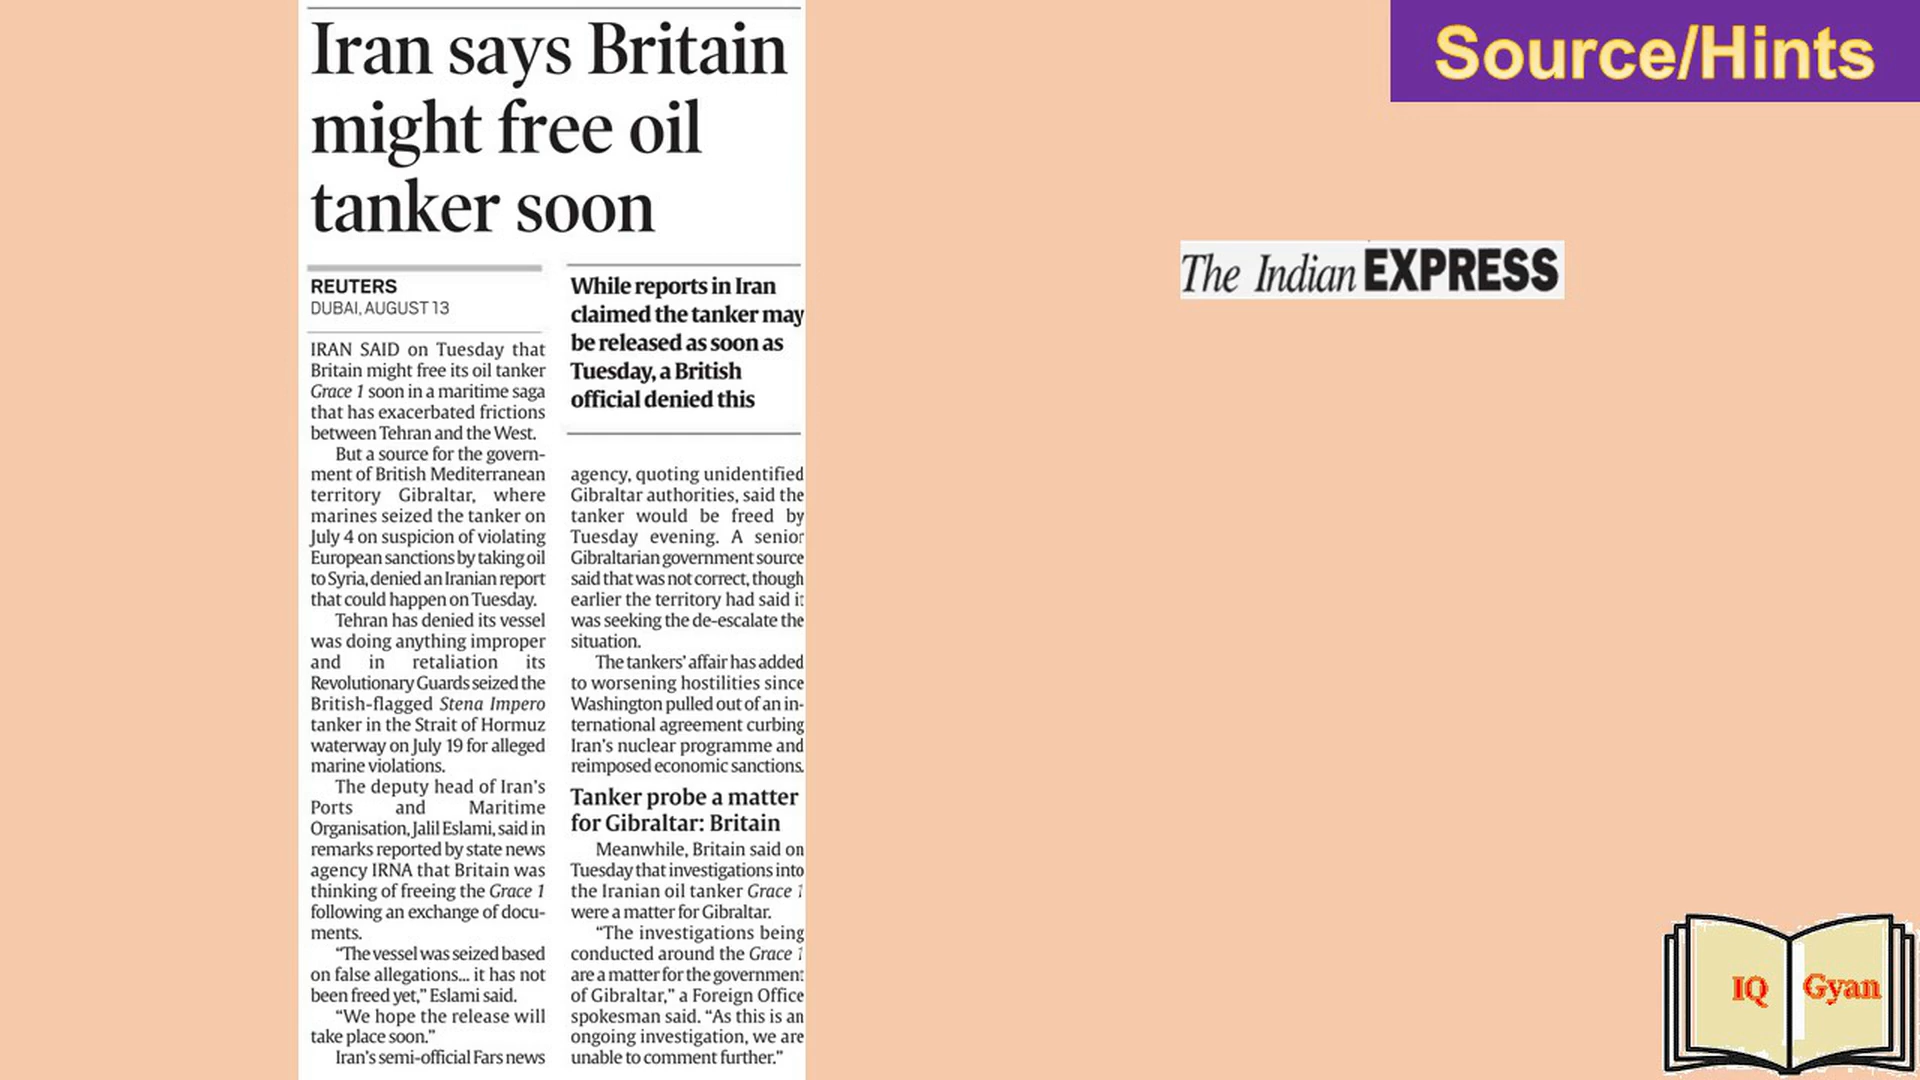 Iran says Britain
might free oil
tanker soon
REUTERS
DUBAI, AUGUST 13
IRAN SAID on Tuesday that
Britain might free its oil tanker
Grace 1 soon in a maritime saga
that has exacerbated frictions
between Tehran and the West.
But a source for the govern-
ment of British Mediterranean
territory Gibraltar, where
marines seized the tanker on
July 4 on suspicion of violating
European sanctions by taking oil
to Syria, denied an Iranian report
that could happen on Tuesday.
Tehran has denied its vessel
was doing anything improper
and in retaliation its
Revolutionary Guards seized the
British-flagged Stena Impero
tanker in the Strait of Hormuz
waterway on July 19 for alleged
marine violations.
The deputy head of Iran's
Ports and Maritime
Organisation, Jalil Eslami, said in
remarks reported by state news
agency IRNA that Britain was
thinking of freeing the Grace 1
following an exchange of docu-
ments.
“The vessel was seized based
on false allegations... it has not
been freed yet,” Eslami said.
“We hope the release will
take place soon.”
Iran's semi-official Fars news
While reports in Iran
claimed the tanker may
be released as soon as
Tuesday, a British
official denied this
agency, quoting unidentified
Gibraltar authorities, said the
tanker would be freed by
Tuesday evening. A senior
Gibraltarian government source
said that was not correct, though
earlier the territory had said it
was seeking the de-escalate the
situation.
The tankers' affair has added
to worsening hostilities since
Washington pulled out of an in-
ternational agreement curbing
Iran's nuclear programme and
reimposed economic sanctions.
Tanker probe a matter
for Gibraltar: Britain
Meanwhile, Britain said on
Tuesday that investigations into
the Iranian oil tanker Grace 1
were a matter for Gibraltar.
“The investigations being
conducted around the Grace 1
are a matter for the government
of Gibraltar,” a Foreign Office
spokesman said. “As this is an
ongoing investigation, we are
unable to comment further.”
Source/Hints
The Indian EXPRESS
IQ Gyan